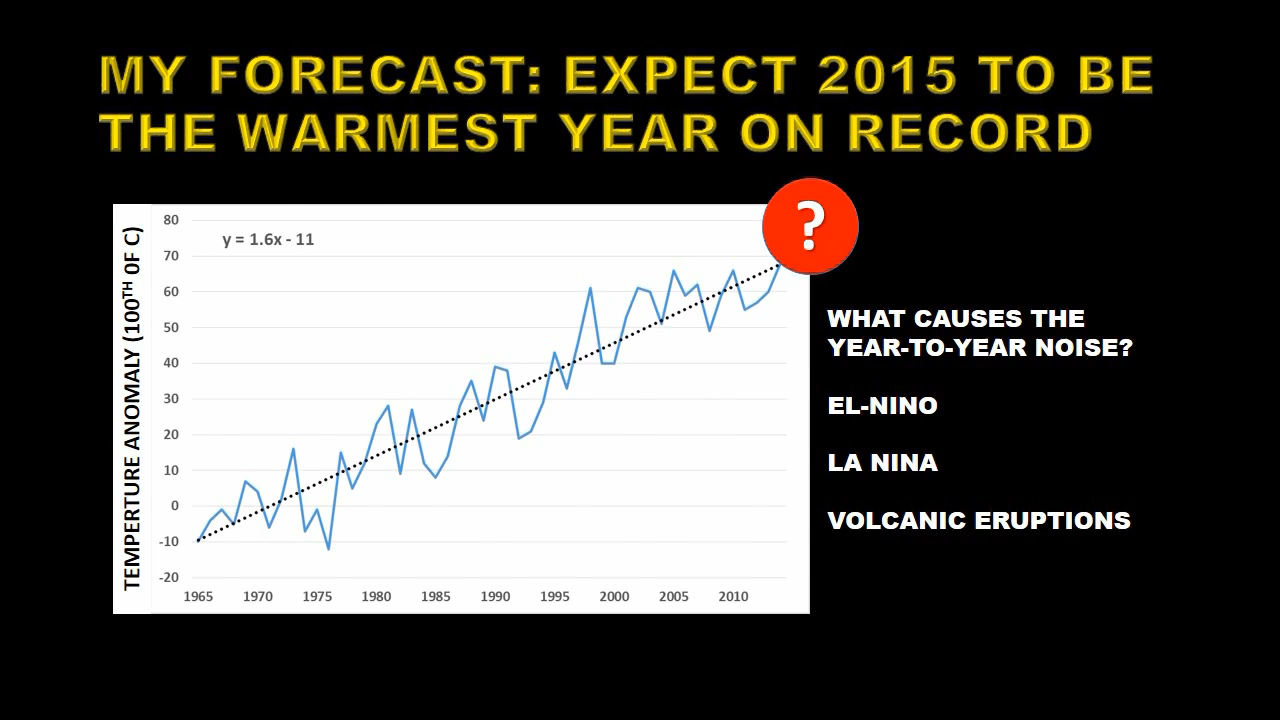 MY FORECAST: EXPECT 2015 TO BE
THE WARMEST YEAR ON RECORD
?
80
y = 1.6x - 11
70
60
50
40
30
20
10
0
-10
-20
TEMPERTURE ANOMALY (100TH 0F C)
1965 1970 1975 1980 1985 1990 1995 2000 2005 2010
WHAT CAUSES THE
YEAR-TO-YEAR NOISE?
EL-NINO
LA NINA
VOLCANIC ERUPTIONS